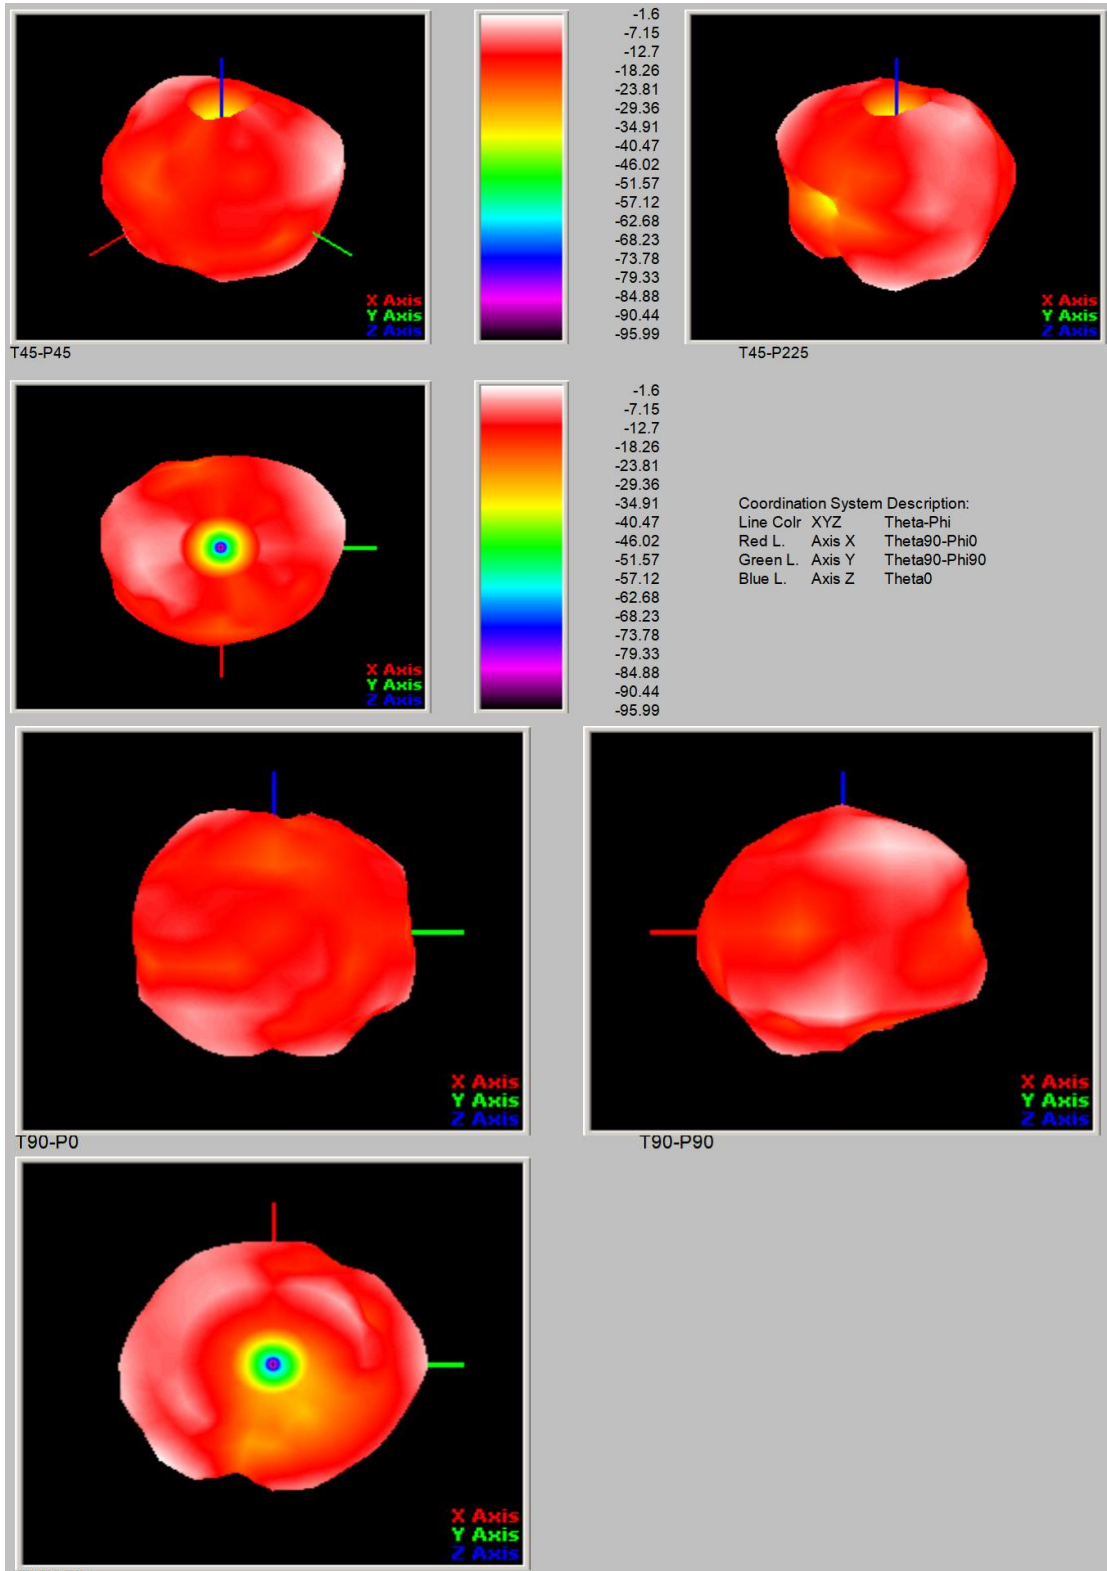 -1.6
-7.15
-12.7
-18.26
-23.81
-29.36
-34.91
-40.47
-46.02
-51.57
-57.12
-62.68
-68.23
-73.78
-79.33
-84.88
-90.44
-95.99
X Axis
Y Axis
Z Axis
X Axis
Y Axis
Z Axis
T45-P45
T45-P225
-1.6
-7.15
-12.7
-18.26
-23.81
-29.36
-34.91
-40.47
-46.02
-51.57
-57.12
-62.68
-68.23
-73.78
-79.33
-84.88
-90.44
-95.99
Coordination System Description:
Line Colr XYZ Theta-Phi
Red L. Axis X Theta90-Phi0
Green L. Axis Y Theta90-Phi90
Blue L. Axis Z Theta0
X Axis
Y Axis
Z Axis
X Axis
Y Axis
Z Axis
X Axis
Y Axis
Z Axis
T90-P0
T90-P90
X Axis
Y Axis
Z Axis